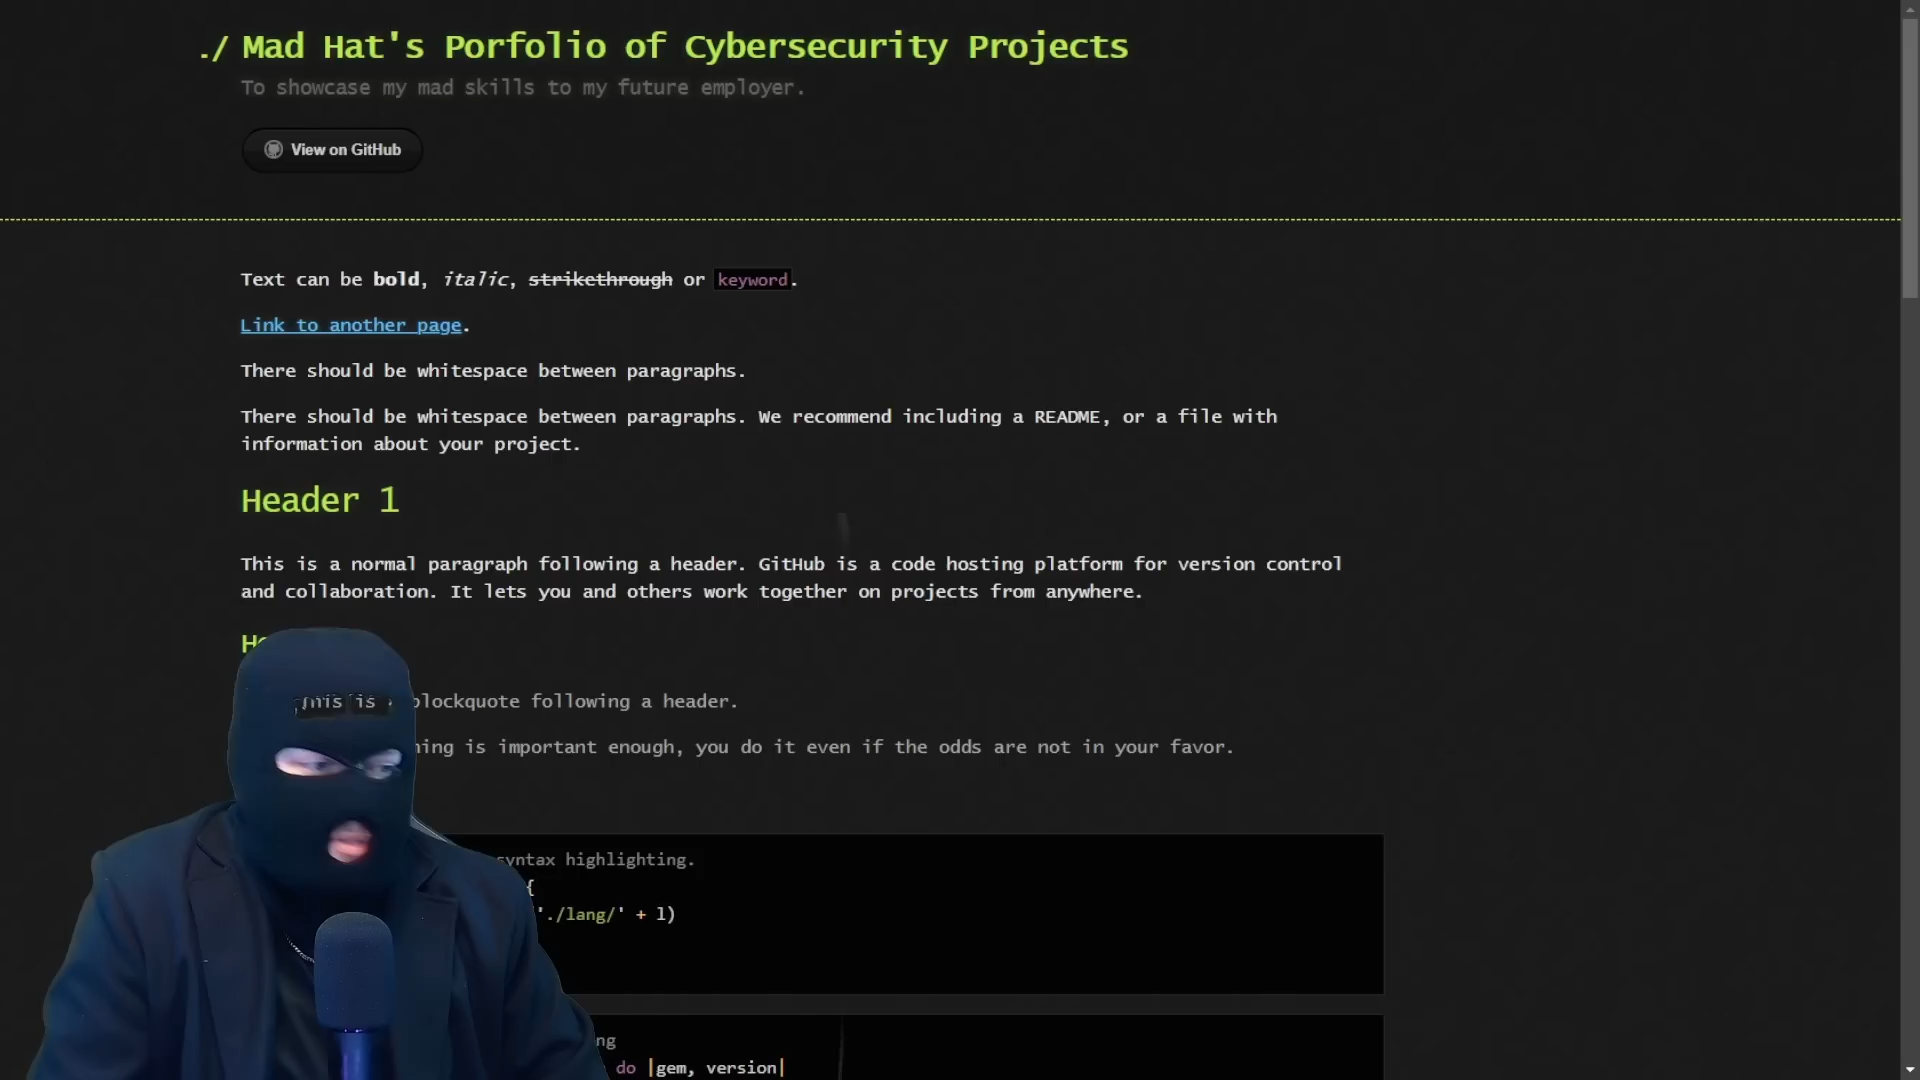 ./ Mad Hat's Porfolio of Cybersecurity Projects
To showcase my mad skills to my future employer.
View on GitHub
Text can be bold, italic, strikethrough or keyword.
Link to another page.
There should be whitespace between paragraphs.
There should be whitespace between paragraphs. We recommend including a README, or a file with
information about your project.
Header 1
This is a normal paragraph following a header. GitHub is a code hosting platform for version control
and collaboration. It lets you and others work together on projects from anywhere.
This is blockquote following a header.
is important enough, you do it even if the odds are not in your favor.
syntax highlighting.
{
'./lang/' + l)
do |gem, version|